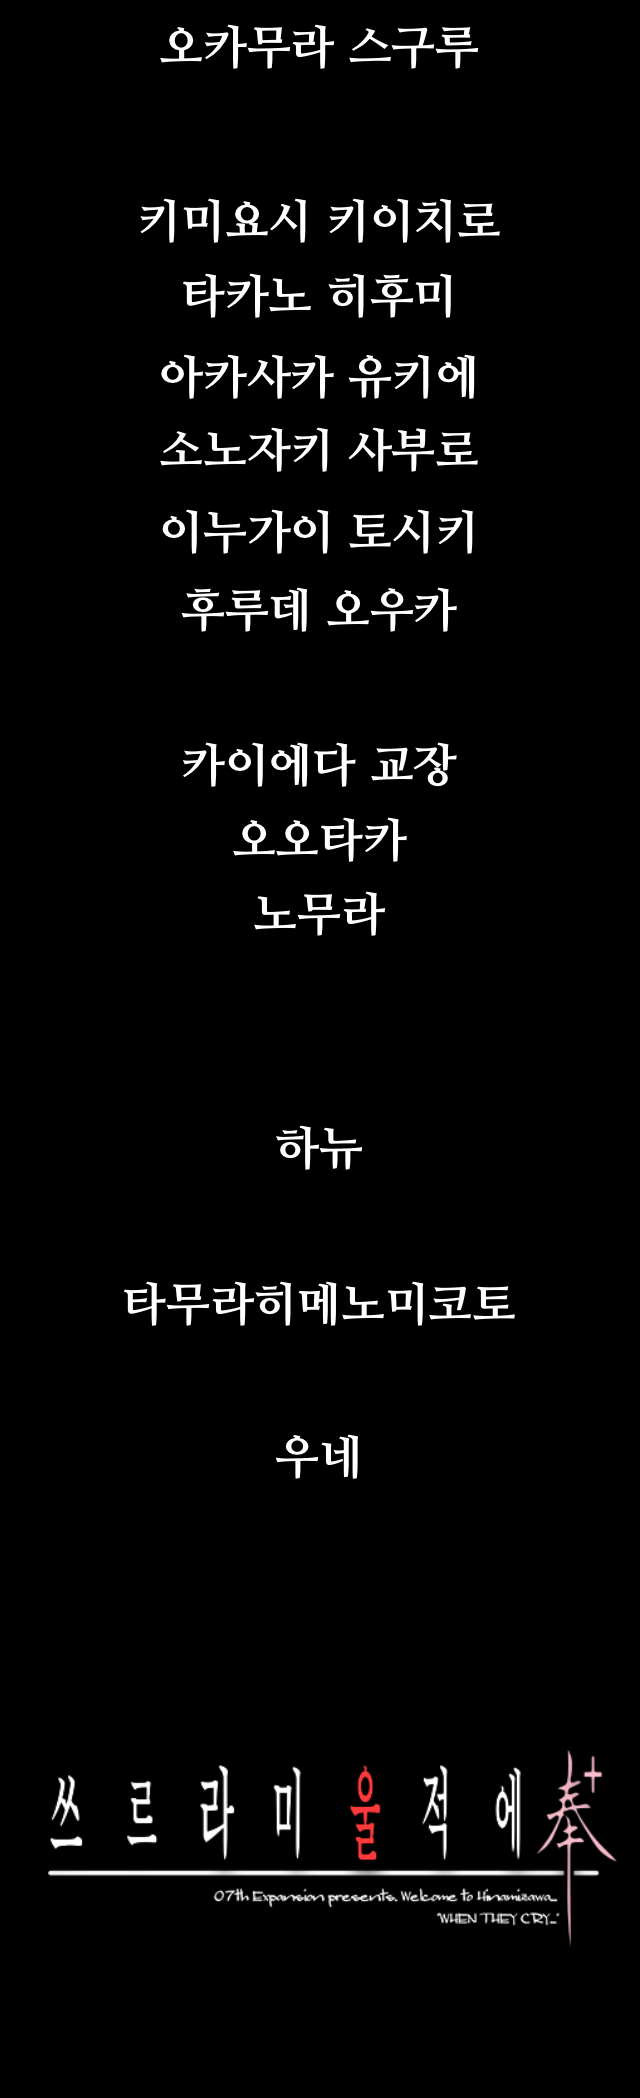 오카무라 스구루
키미요시 키이치로
타카노 히후미
아카사카 유키에
소노자키 사부로
이누가이 토시키
후루데 오우카
카이에다 교장
오오타카
노무라
하뉴
타무라히메노미코토
우네
쓰르라미 울적에 奉+
07th Expansion presents. Welcome to Hinamizawa...
"WHEN THEY CRY..."